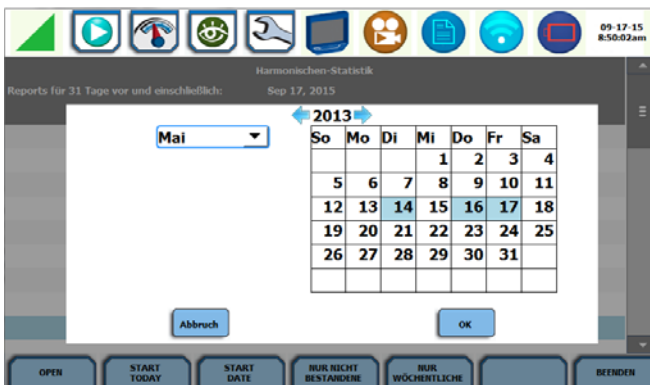 09-17-15
8:50:02am
Harmonischen-Statistik
Reports für 31 Tage vor und einschließlich: Sep 17, 2015
2013
Mai
So Mo Di Mi Do Fr Sa
1 2 3 4
5 6 7 8 9 10 11
12 13 14 15 16 17 18
19 20 21 22 23 24 25
26 27 28 29 30 31
Abbruch OK
OPEN START TODAY START DATE NUR NICHT BESTANDENE NUR WÖCHENTLICHE BEENDEN